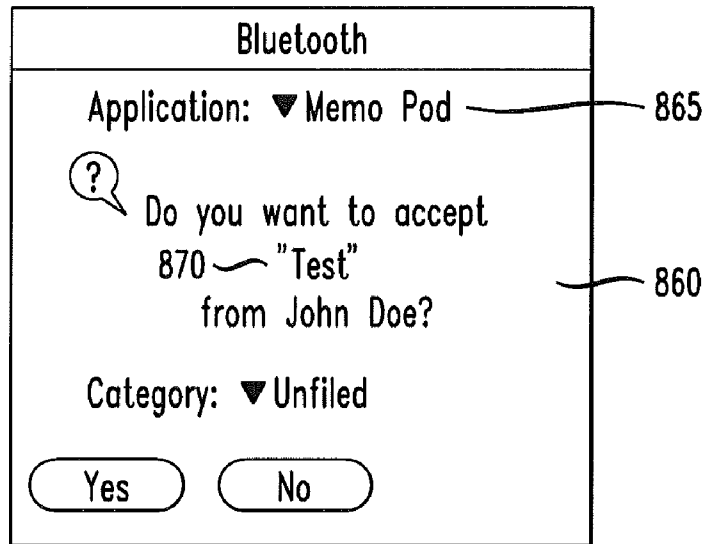 Bluetooth
Application: ▼ Memo Pod 865
? Do you want to accept
870 "Test"
from John Doe? 860
Category: ▼ Unfiled
Yes No